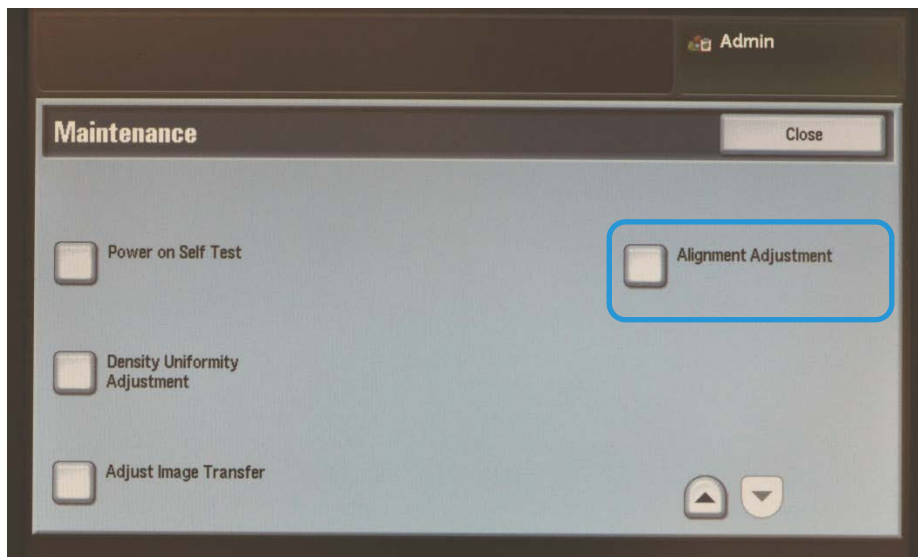 Admin
Maintenance
Close
Power on Self Test
Alignment Adjustment
Density Uniformity
Adjustment
Adjust Image Transfer